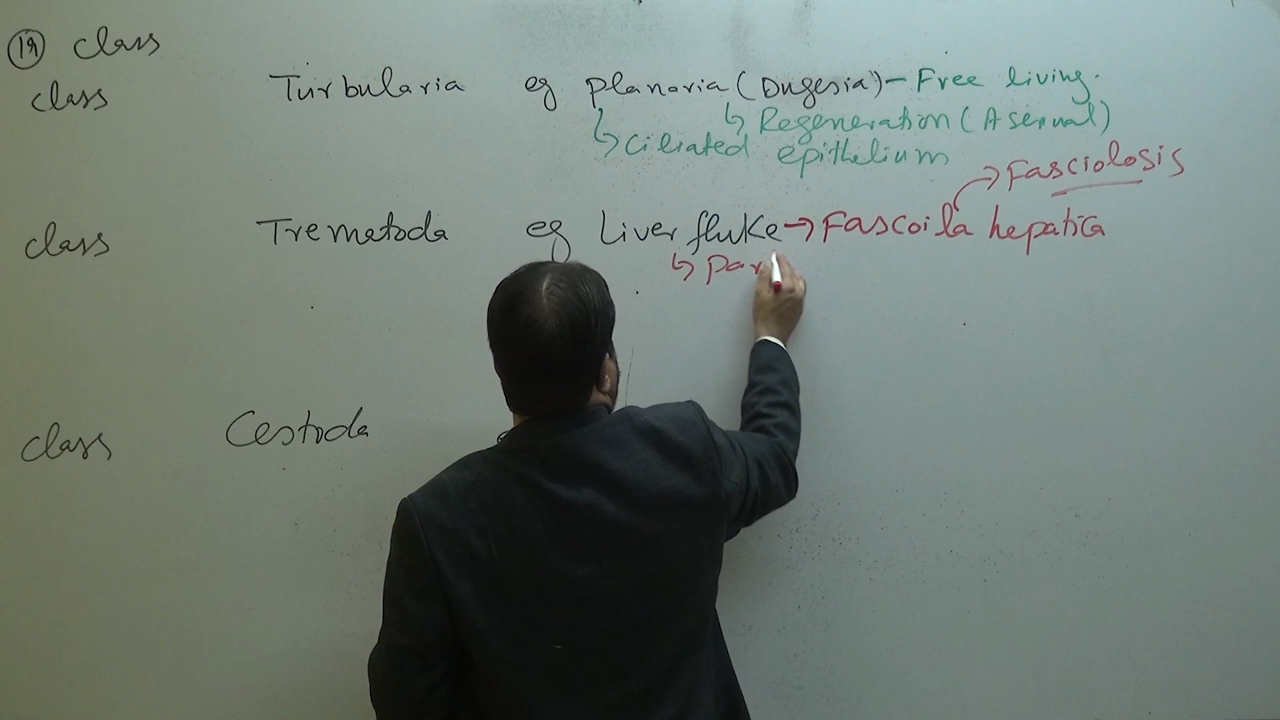 19 class
class Turbularia eg planaria (Dugesia) - Free living.
↳ Regeneration (Asexual)
↳ Ciliated epithelium
→ Fasciolosis
class Trematoda eg Liver fluke → Fascoila hepatica
↳ Par
class Cestoda